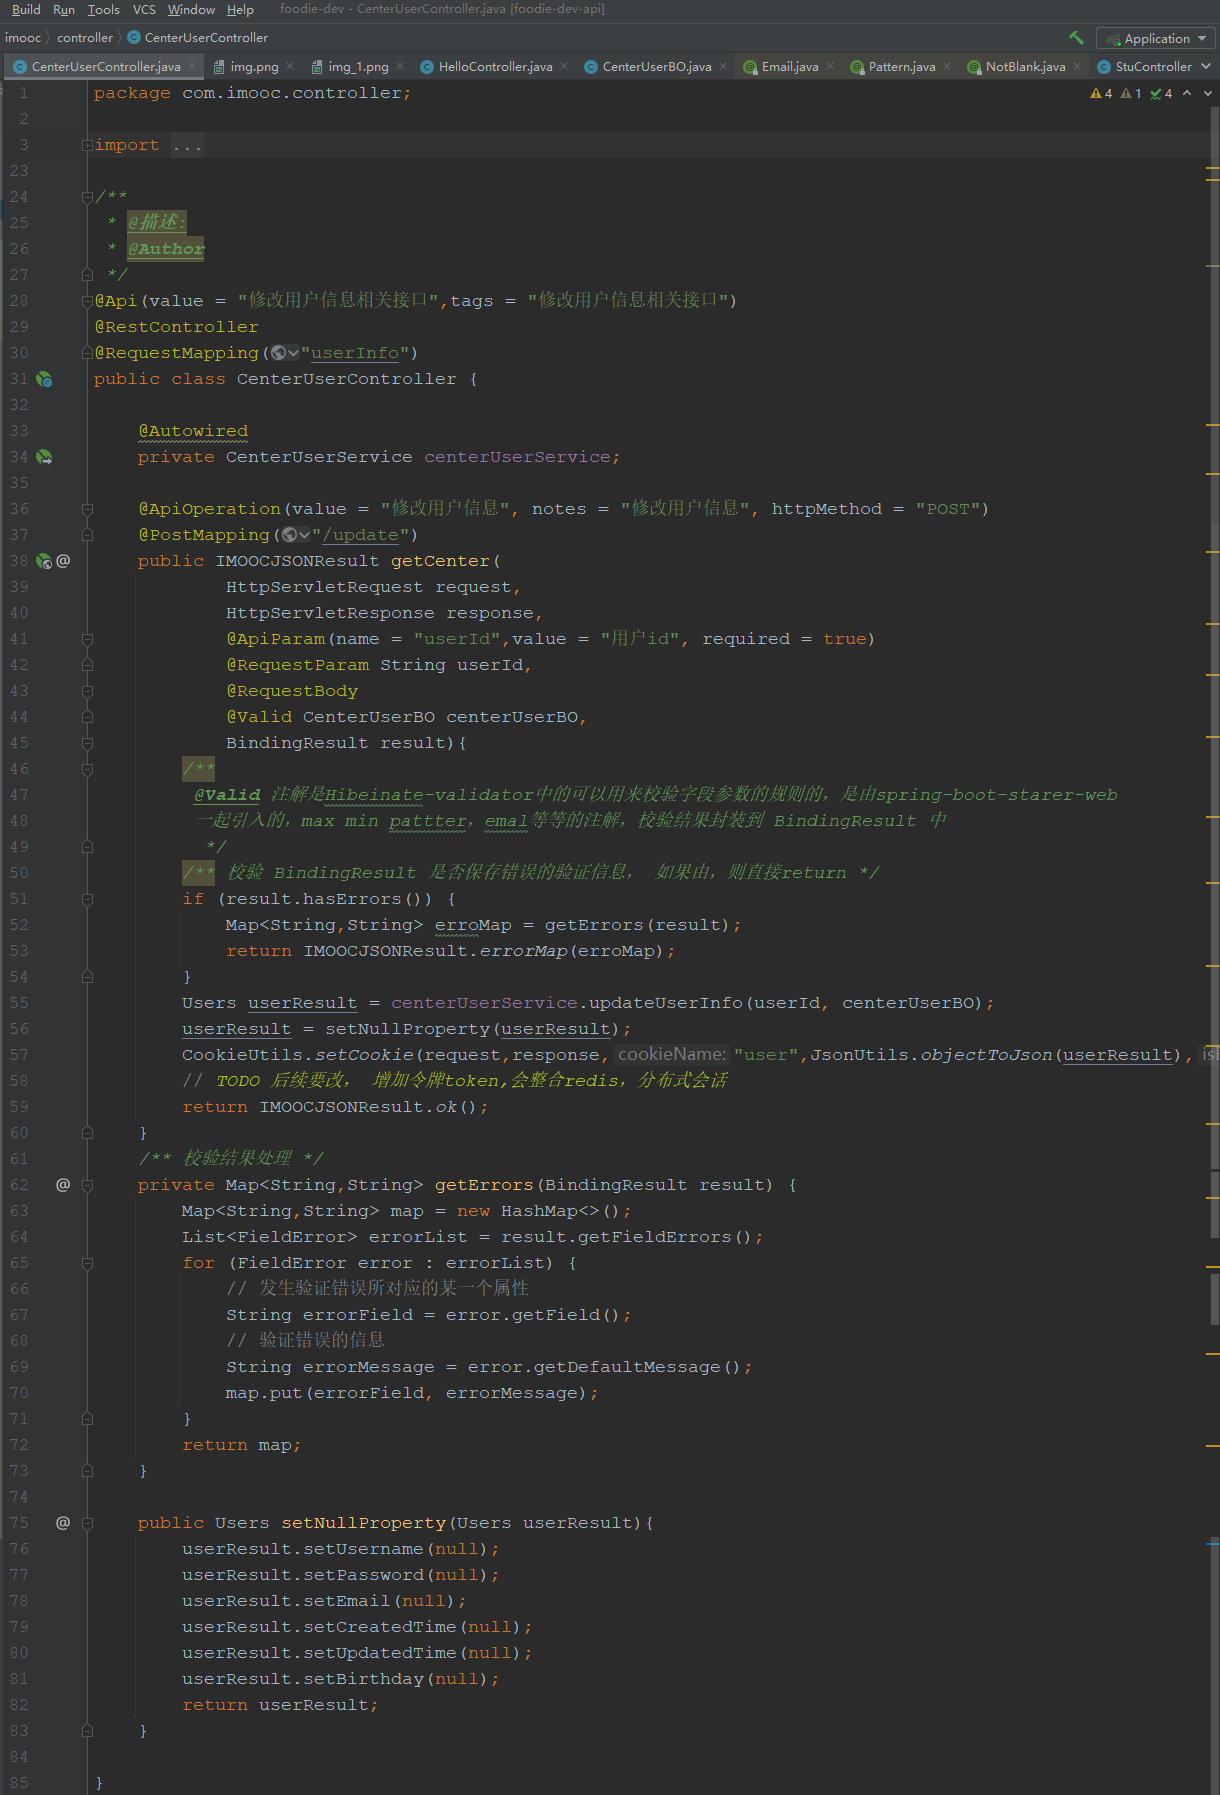 Build Run Tools VCS Window Help foodie-dev - CenterUserController.java [foodie-dev-api]
imooc controller CenterUserController Application
CenterUserController.java img.png img_1.png HelloController.java CenterUserBO.java Email.java Pattern.java NotBlank.java StuController
1 package com.imooc.controller; 4 1 4
2
3 import ...
23
24 /**
25 * @描述:
26 * @Author
27 */
28 @Api(value = "修改用户信息相关接口",tags = "修改用户信息相关接口")
29 @RestController
30 @RequestMapping("userInfo")
31 public class CenterUserController {
32
33 @Autowired
34 private CenterUserService centerUserService;
35
36 @ApiOperation(value = "修改用户信息", notes = "修改用户信息", httpMethod = "POST")
37 @PostMapping("/update")
38 @ public IMOOCJSONResult getCenter(
39 HttpServletRequest request,
40 HttpServletResponse response,
41 @ApiParam(name = "userId",value = "用户id", required = true)
42 @RequestParam String userId,
43 @RequestBody
44 @Valid CenterUserBO centerUserBO,
45 BindingResult result){
46 /**
47 @Valid 注解是Hibeinate-validator中的可以用来校验字段参数的规则的，是由spring-boot-starer-web
48 一起引入的，max min pattter，emal等等的注解，校验结果封装到 BindingResult 中
49 */
50 /** 校验 BindingResult 是否保存错误的验证信息， 如果由，则直接return */
51 if (result.hasErrors()) {
52 Map<String,String> erroMap = getErrors(result);
53 return IMOOCJSONResult.errorMap(erroMap);
54 }
55 Users userResult = centerUserService.updateUserInfo(userId, centerUserBO);
56 userResult = setNullProperty(userResult);
57 CookieUtils.setCookie(request,response, cookieName: "user",JsonUtils.objectToJson(userResult),
58 // TODO 后续要改， 增加令牌token,会整合redis，分布式会话
59 return IMOOCJSONResult.ok();
60 }
61 /** 校验结果处理 */
62 @ private Map<String,String> getErrors(BindingResult result) {
63 Map<String,String> map = new HashMap<>();
64 List<FieldError> errorList = result.getFieldErrors();
65 for (FieldError error : errorList) {
66 // 发生验证错误所对应的某一个属性
67 String errorField = error.getField();
68 // 验证错误的信息
69 String errorMessage = error.getDefaultMessage();
70 map.put(errorField, errorMessage);
71 }
72 return map;
73 }
74
75 @ public Users setNullProperty(Users userResult){
76 userResult.setUsername(null);
77 userResult.setPassword(null);
78 userResult.setEmail(null);
79 userResult.setCreatedTime(null);
80 userResult.setUpdatedTime(null);
81 userResult.setBirthday(null);
82 return userResult;
83 }
84
85 }